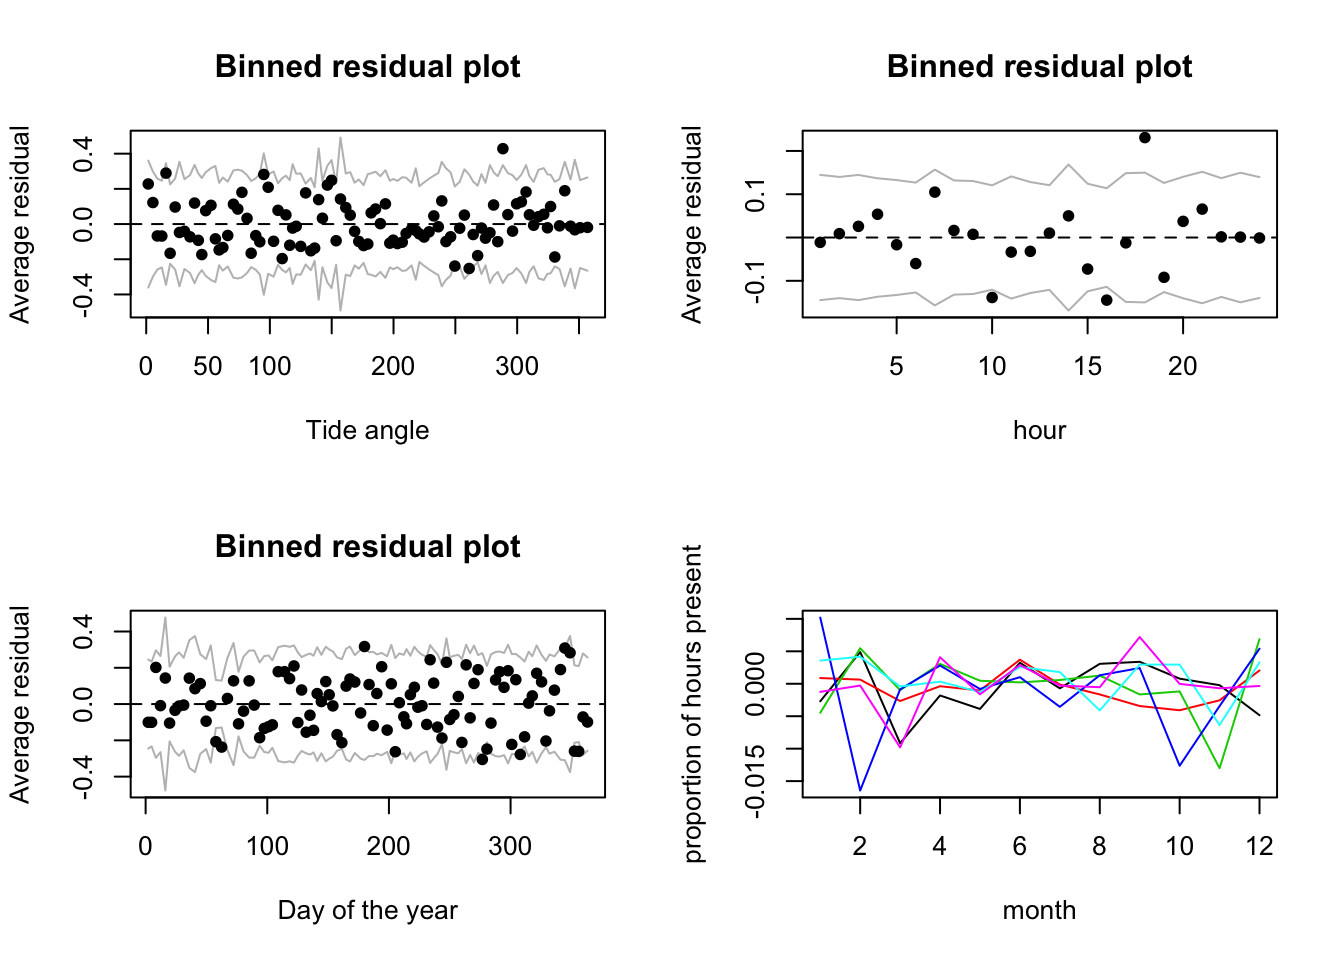 Binned residual plot
Average residual
0.4
0.0
-0.4
0 50 100 200 300
Tide angle
Binned residual plot
Average residual
0.1
-0.1
5 10 15 20
hour
Binned residual plot
Average residual
0.4
0.0
-0.4
0 100 200 300
Day of the year
proportion of hours present
0.000
-0.015
2 4 6 8 10 12
month